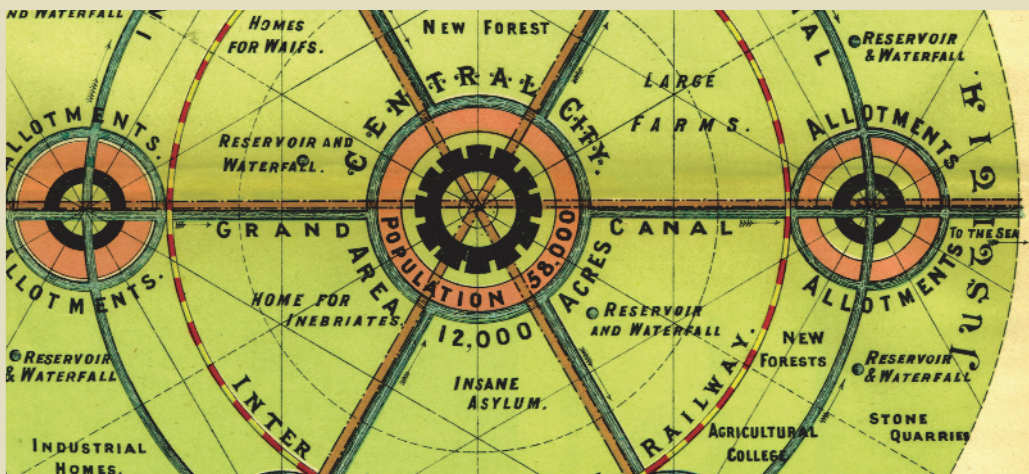 AND WATERFALL
HOMES
FOR WAIFS.
NEW FOREST
RESERVOIR
& WATERFALL
LARGE
FARMS.
CENTRAL CITY.
ALLOTMENTS.
RESERVOIR AND
WATERFALL.
ALLOTMENTS
GRAND
CANAL
TO THE SEA
POPULATION 58,000
AREA 12,000 ACRES
ALLOTMENTS.
ALLOTMENTS
HOME FOR
INEBRIATES.
RESERVOIR
AND WATERFALL
NEW
FORESTS
RESERVOIR
& WATERFALL
RESERVOIR
& WATERFALL
INSANE
ASYLUM.
INTER
RAILWAY.
AGRICULTURAL
COLLEGE
STONE
QUARRIES
INDUSTRIAL
HOMES.